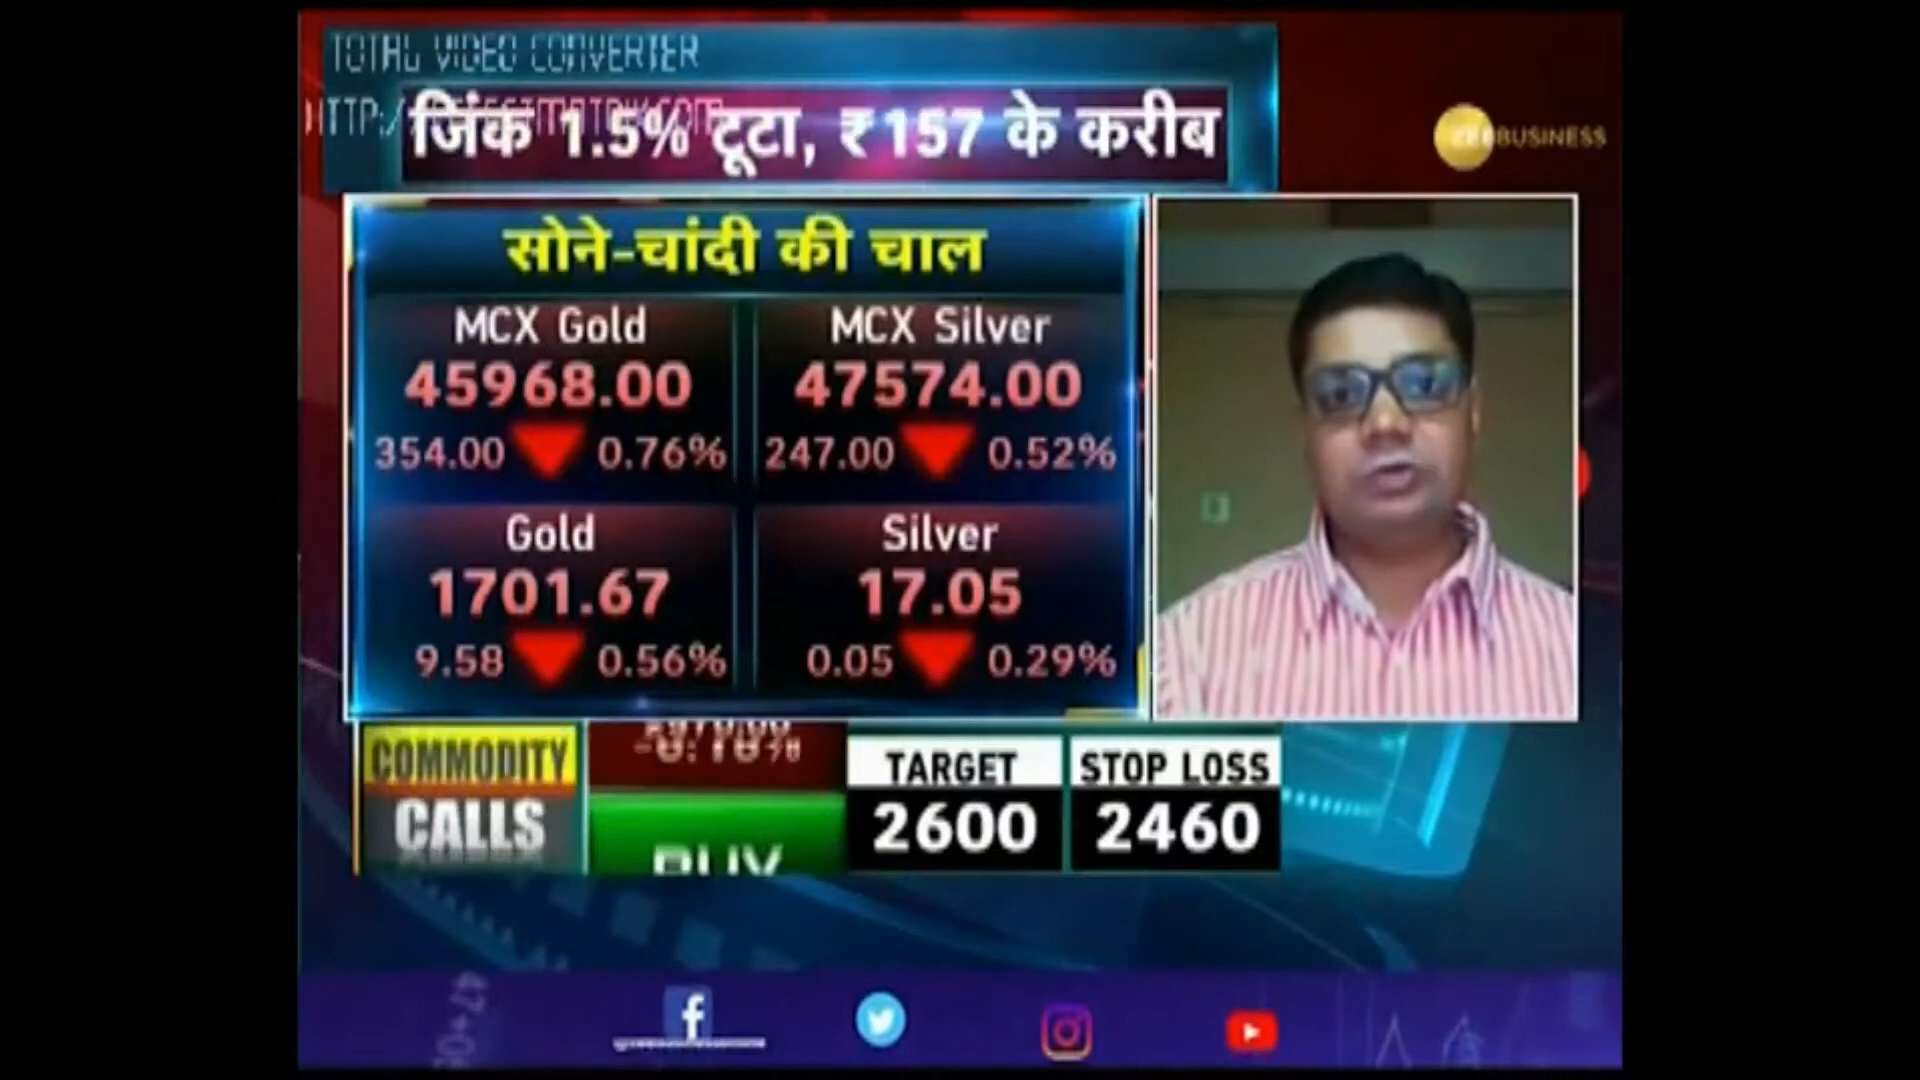 TOTAL VIDEO CONVERTER
जिंक 1.5% टूटा, ₹157 के करीब
ZEEBUSINESS
सोने-चांदी की चाल
MCX Gold
45968.00
354.00 0.76%
MCX Silver
47574.00
247.00 0.52%
Gold
1701.67
9.58 0.56%
Silver
17.05
0.05 0.29%
COMMODITY
CALLS
BUY
TARGET
2600
STOP LOSS
2460